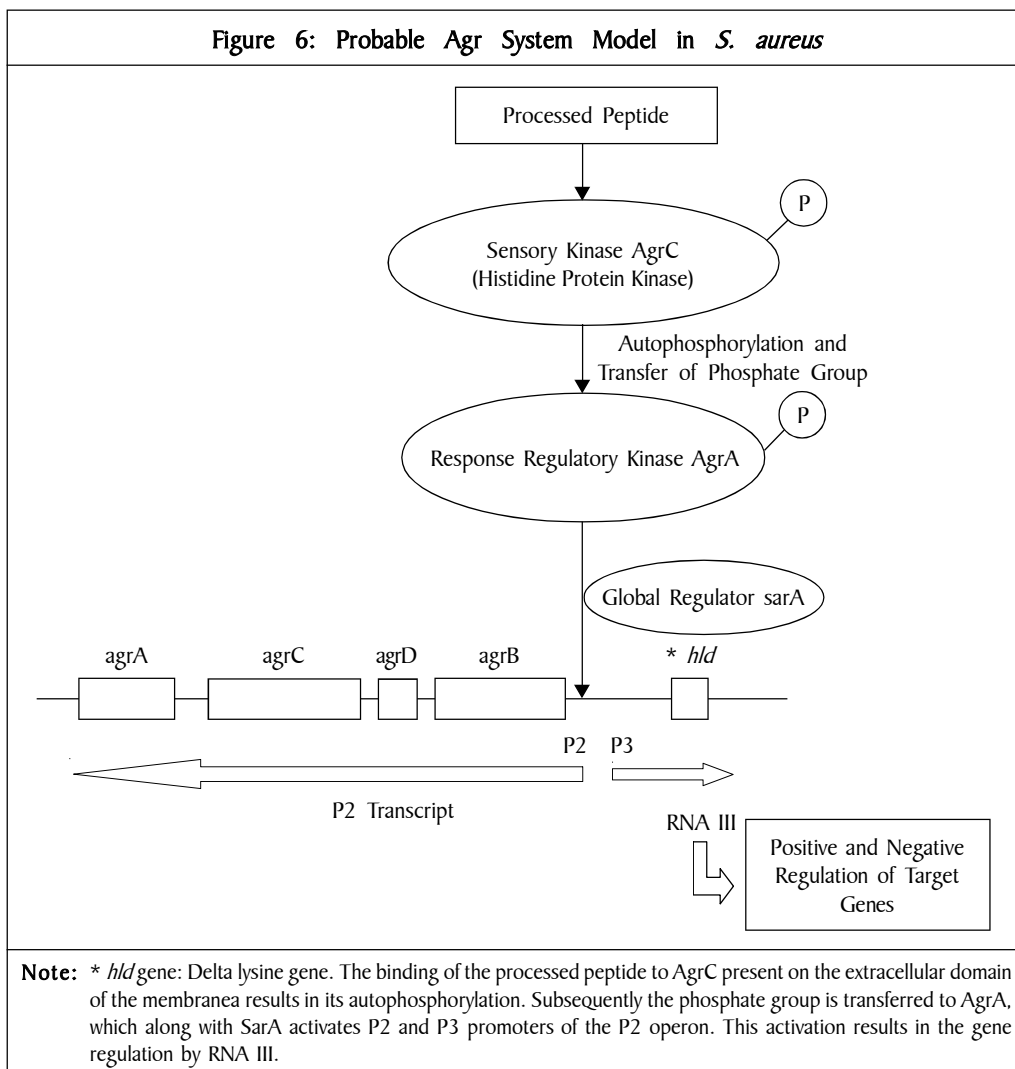 Figure 6: Probable Agr System Model in S. aureus
Processed Peptide
P
Sensory Kinase AgrC
(Histidine Protein Kinase)
Autophosphorylation and
Transfer of Phosphate Group
P
Response Regulatory Kinase AgrA
Global Regulator sarA
agrA agrC agrD agrB * hld
P2 P3
P2 Transcript
RNA III
Positive and Negative
Regulation of Target
Genes
Note: * hld gene: Delta lysine gene. The binding of the processed peptide to AgrC present on the extracellular domain
of the membranea results in its autophosphorylation. Subsequently the phosphate group is transferred to AgrA,
which along with SarA activates P2 and P3 promoters of the P2 operon. This activation results in the gene
regulation by RNA III.